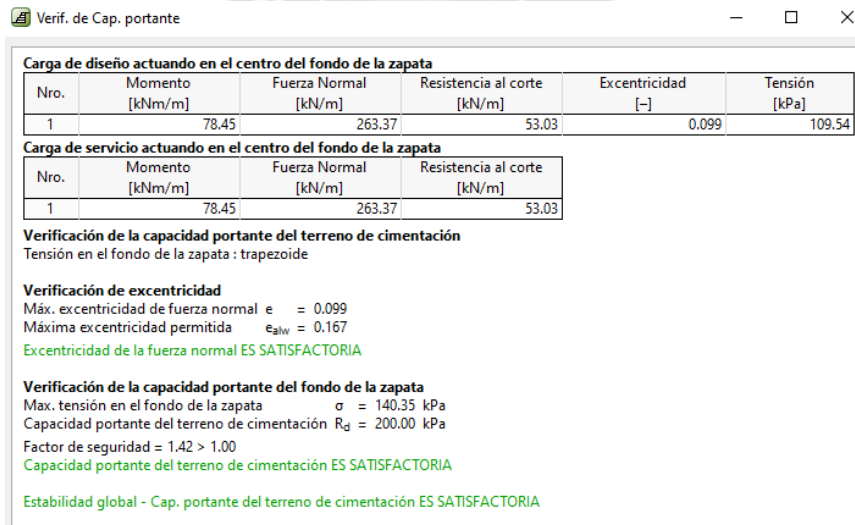 Verif. de Cap. portante
Carga de diseño actuando en el centro del fondo de la zapata
Nro. Momento [kNm/m] Fuerza Normal [kN/m] Resistencia al corte [kN/m] Excentricidad [–] Tensión [kPa]
1 78.45 263.37 53.03 0.099 109.54
Carga de servicio actuando en el centro del fondo de la zapata
Nro. Momento [kNm/m] Fuerza Normal [kN/m] Resistencia al corte [kN/m]
1 78.45 263.37 53.03
Verificación de la capacidad portante del terreno de cimentación
Tensión en el fondo de la zapata : trapezoide
Verificación de excentricidad
Máx. excentricidad de fuerza normal e = 0.099
Máxima excentricidad permitida e_alw = 0.167
Excentricidad de la fuerza normal ES SATISFACTORIA
Verificación de la capacidad portante del fondo de la zapata
Max. tensión en el fondo de la zapata σ = 140.35 kPa
Capacidad portante del terreno de cimentación R_d = 200.00 kPa
Factor de seguridad = 1.42 > 1.00
Capacidad portante del terreno de cimentación ES SATISFACTORIA
Estabilidad global - Cap. portante del terreno de cimentación ES SATISFACTORIA